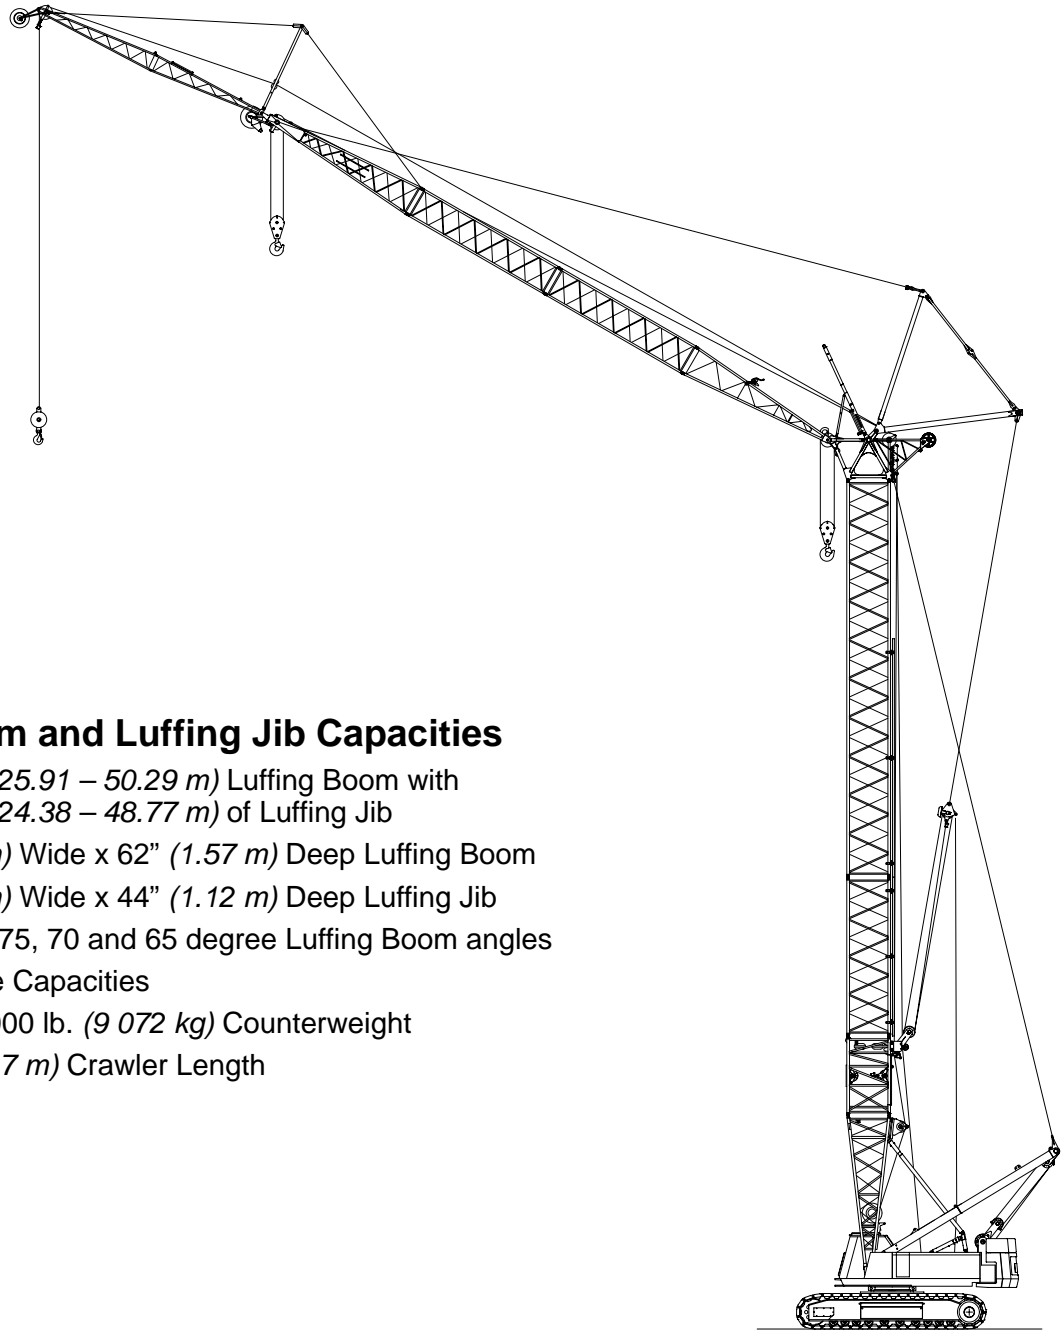 m and Luffing Jib Capacities
25.91 – 50.29 m) Luffing Boom with
24.38 – 48.77 m) of Luffing Jib
) Wide x 62” (1.57 m) Deep Luffing Boom
) Wide x 44” (1.12 m) Deep Luffing Jib
75, 70 and 65 degree Luffing Boom angles
e Capacities
00 lb. (9 072 kg) Counterweight
7 m) Crawler Length